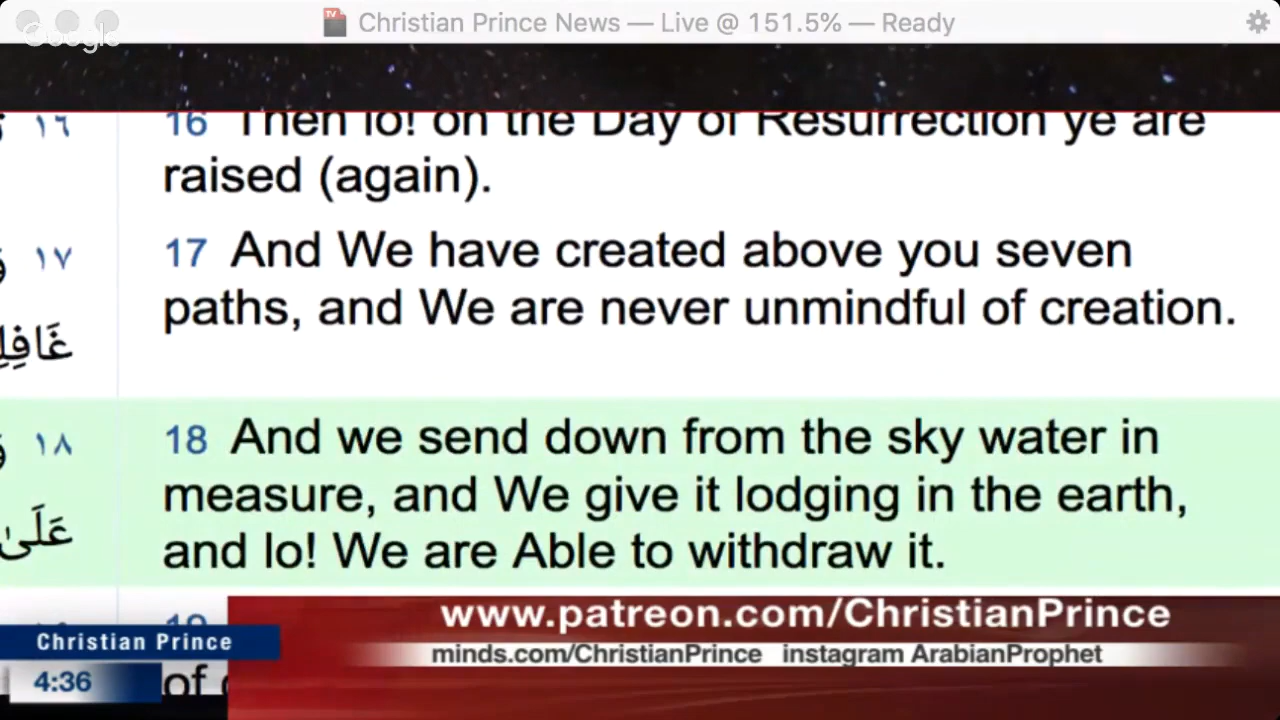 Christian Prince News — Live @ 151.5% — Ready
Google
١٦
16 Then lo! on the Day of Resurrection ye are
raised (again).
١٧
17 And We have created above you seven
paths, and We are never unmindful of creation.
١٨
18 And we send down from the sky water in
measure, and We give it lodging in the earth,
عَلَىٰ
and lo! We are Able to withdraw it.
19
www.patreon.com/ChristianPrince
Christian Prince
minds.com/ChristianPrince instagram ArabianProphet
4:36
of